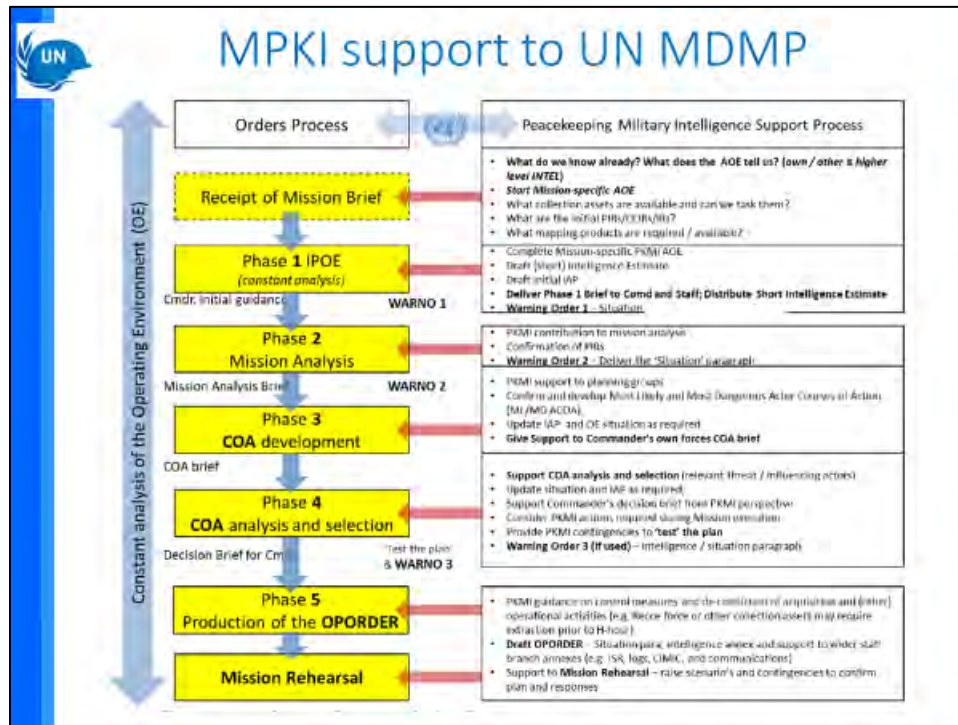 UN
MPKI support to UN MDMP
Constant analysis of the Operating Environment (OE)
Orders Process
Peacekeeping Military Intelligence Support Process
Receipt of Mission Brief
• What do we know already? What does the AOE tell us? (own / other & higher
level INTEL)
• Start Mission-specific AOE
• What collection assets are available and can we task them?
• What are the initial
• What mapping products are required / available?
Phase 1 IPOE
(constant analysis)
Cmdr. initial guidance
WARNO 1
• Complete Mission-specific PKMI AOE
• Draft (short) Intelligence Estimate
• Draft initial IAP
• Deliver Phase 1 Brief to Comd and Staff; Distribute Short Intelligence Estimate
• Warning Order 1 – Situation
Phase 2
Mission Analysis
Mission Analysis Brief
WARNO 2
• PKMI contribution to mission analysis
• Confirmation of PIRs
• Warning Order 2 – Deliver the 'Situation' paragraph
Phase 3
COA development
COA brief
• PKMI support to planning groups
• Confirm and develop Most Likely and Most Dangerous Actor Courses of Action
(ML/MD ACOA)
• Update IAP and OE situation as required
• Give Support to Commander's own forces COA brief
Phase 4
COA analysis and selection
Decision Brief for Cm
'Test the plan'
& WARNO 3
• Support COA analysis and selection (relevant threat / influencing actors)
• Update situation and IAP as required
• Support Commander's decision brief from PKMI perspective
• Consider PKMI actions required during Mission execution
• Provide PKMI contingencies to 'test' the plan
• Warning Order 3 (if used) – intelligence / situation paragraph
Phase 5
Production of the OPORDER
• PKMI guidance on control measures and de-confliction of acquisition and (other)
operational activities (e.g. Recce force or other collection assets may require
extraction prior to H-hour)
• Draft OPORDER – Situation para, intelligence annex and support to wider staff
branch annexes (e.g. ISR, logs, CIMIC, and communications)
Mission Rehearsal
• Support to Mission Rehearsal – raise scenario's and contingencies to confirm
plan and responses